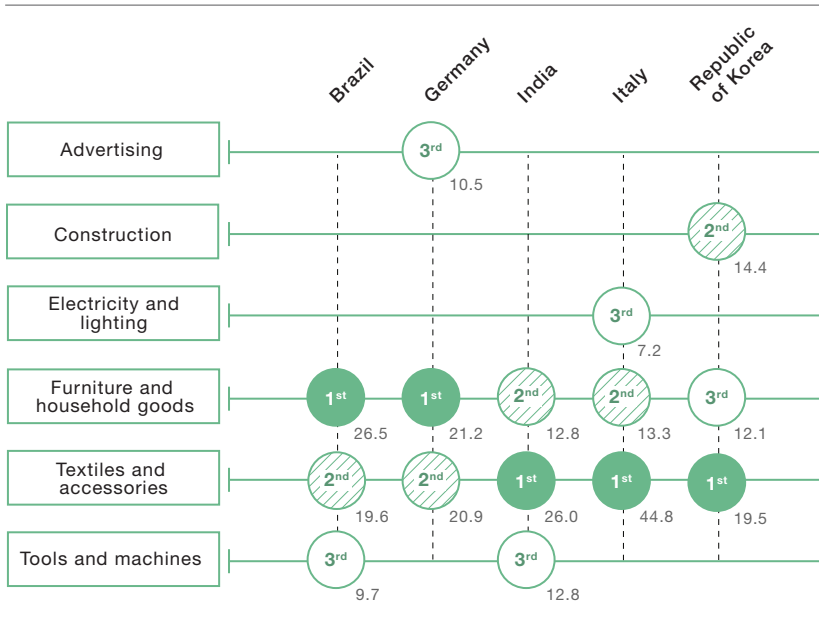 Brazil
Germany
India
Italy
Republic
of Korea
Advertising
3rd
10.5
Construction
2nd
14.4
Electricity and
lighting
3rd
7.2
Furniture and
household goods
1st
1st
2nd
2nd
3rd
26.5
21.2
12.8
13.3
12.1
Textiles and
accessories
2nd
2nd
1st
1st
1st
19.6
20.9
26.0
44.8
19.5
Tools and machines
3rd
3rd
9.7
12.8